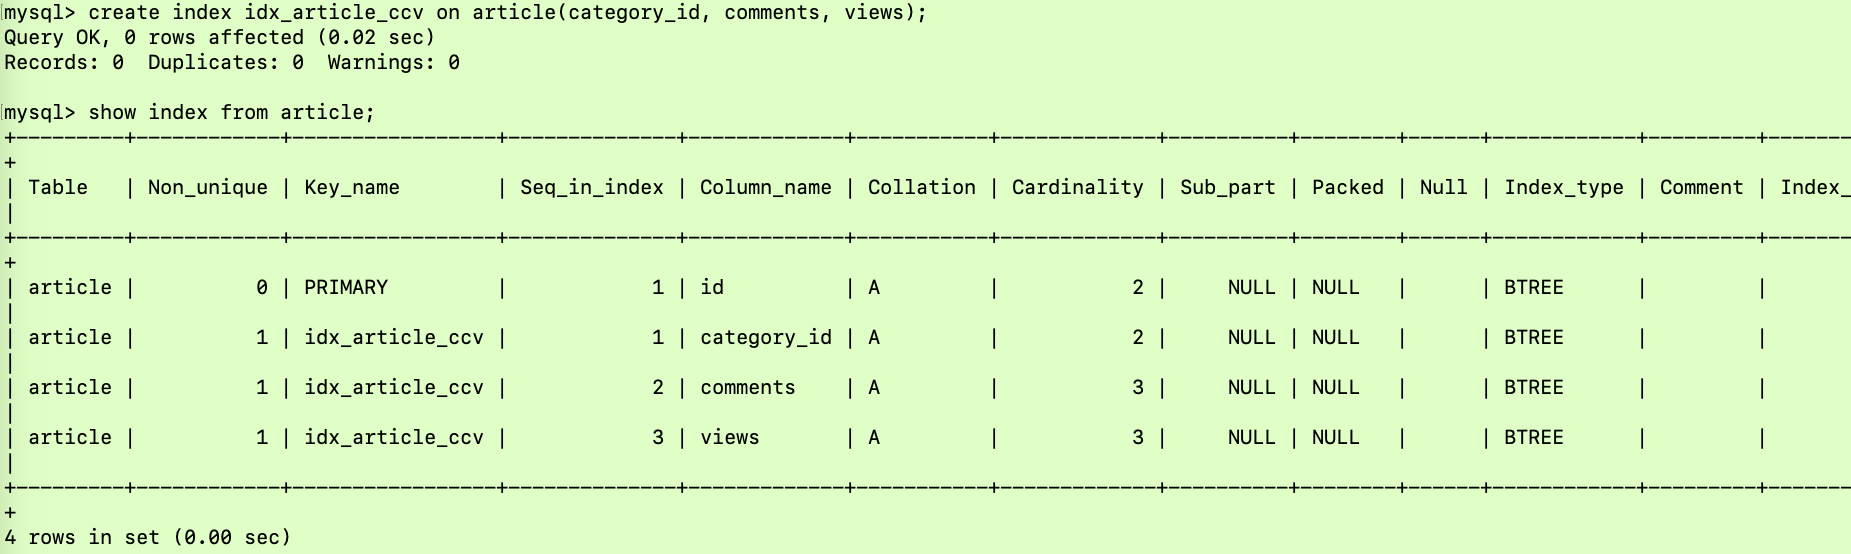 mysql> create index idx_article_ccv on article(category_id, comments, views);
Query OK, 0 rows affected (0.02 sec)
Records: 0  Duplicates: 0  Warnings: 0
mysql> show index from article;
+---------+------------+-----------------+--------------+-------------+-----------+-------------+----------+--------+------+------------+---------+-------
+
| Table   | Non_unique | Key_name        | Seq_in_index | Column_name | Collation | Cardinality | Sub_part | Packed | Null | Index_type | Comment | Index_
|
+---------+------------+-----------------+--------------+-------------+-----------+-------------+----------+--------+------+------------+---------+-------
+
| article |          0 | PRIMARY         |            1 | id          | A         |           2 |     NULL | NULL   |      | BTREE      |         |
|
| article |          1 | idx_article_ccv |            1 | category_id | A         |           2 |     NULL | NULL   |      | BTREE      |         |
|
| article |          1 | idx_article_ccv |            2 | comments    | A         |           3 |     NULL | NULL   |      | BTREE      |         |
|
| article |          1 | idx_article_ccv |            3 | views       | A         |           3 |     NULL | NULL   |      | BTREE      |         |
|
+---------+------------+-----------------+--------------+-------------+-----------+-------------+----------+--------+------+------------+---------+-------
+
4 rows in set (0.00 sec)